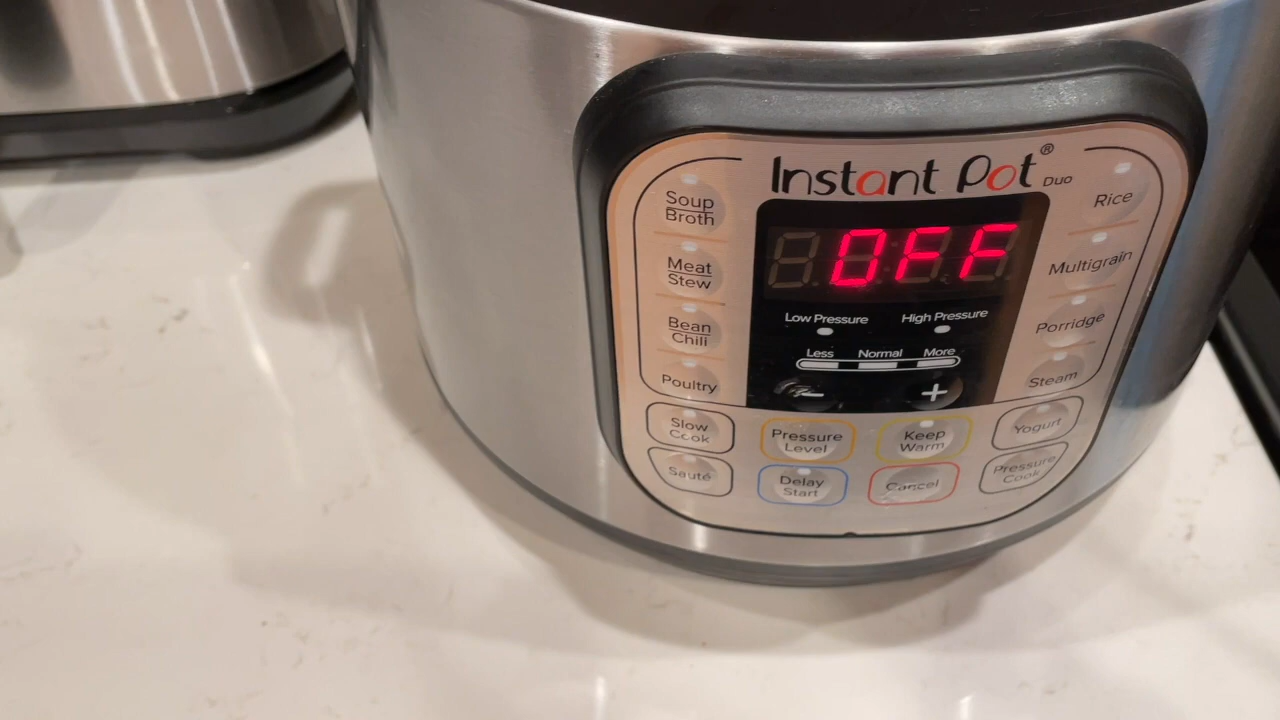 Instant Pot® Duo
Soup
Broth
Meat
Stew
Bean
Chili
Poultry
OFF
Low Pressure High Pressure
Less Normal More
− +
Rice
Multigrain
Porridge
Steam
Slow
Cook
Pressure
Level
Keep
Warm
Yogurt
Sauté
Delay
Start
Cancel
Pressure
Cook